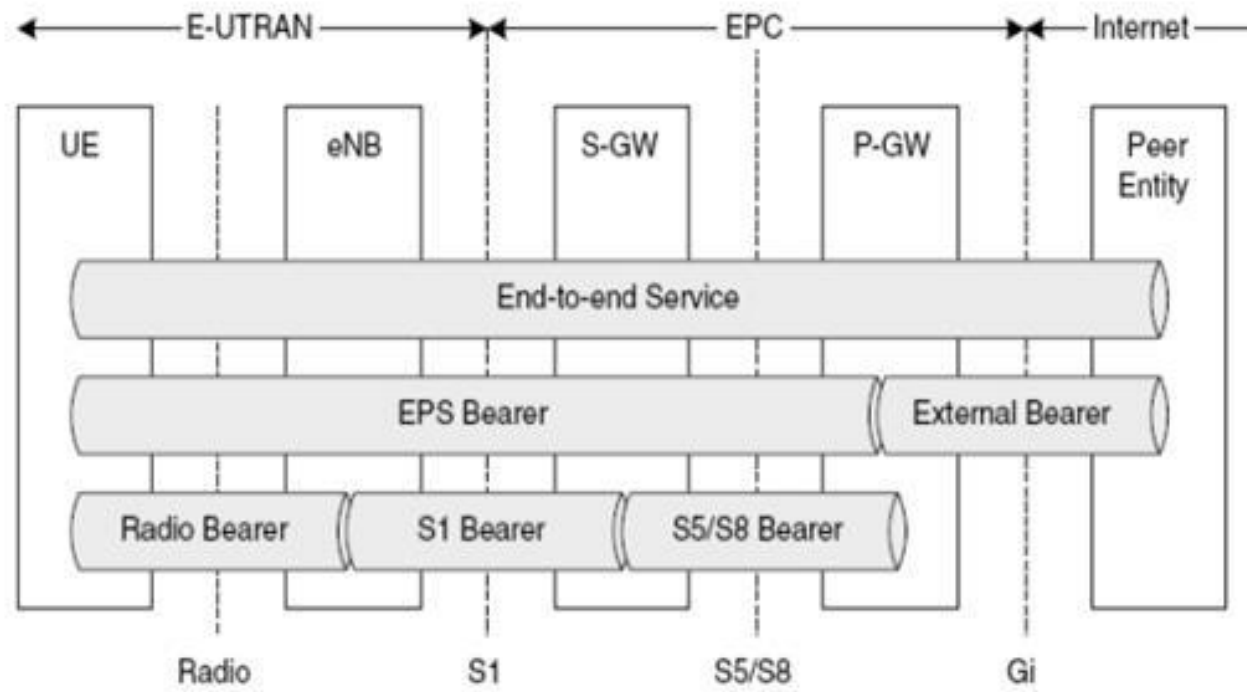 E-UTRAN EPC Internet
UE eNB S-GW P-GW Peer
Entity
End-to-end Service
EPS Bearer External Bearer
Radio Bearer S1 Bearer S5/S8 Bearer
Radio S1 S5/S8 Gi